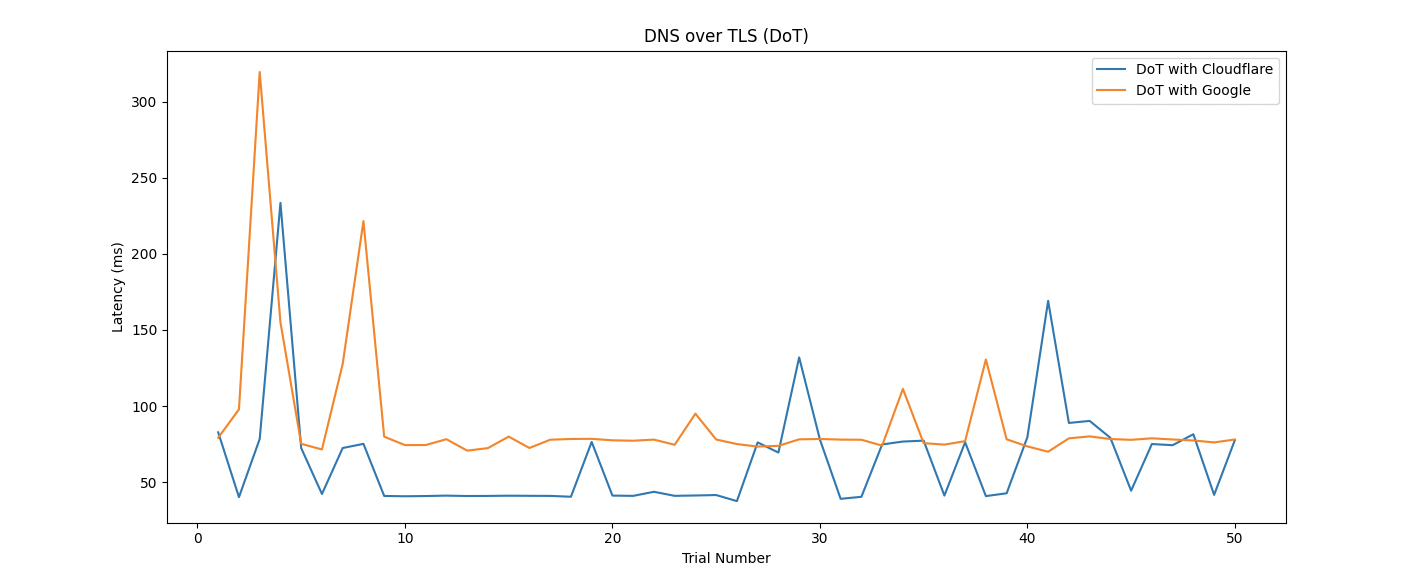 DNS over TLS (DoT)
DoT with Cloudflare
DoT with Google
Latency (ms)
300
250
200
150
100
50
0 10 20 30 40 50
Trial Number